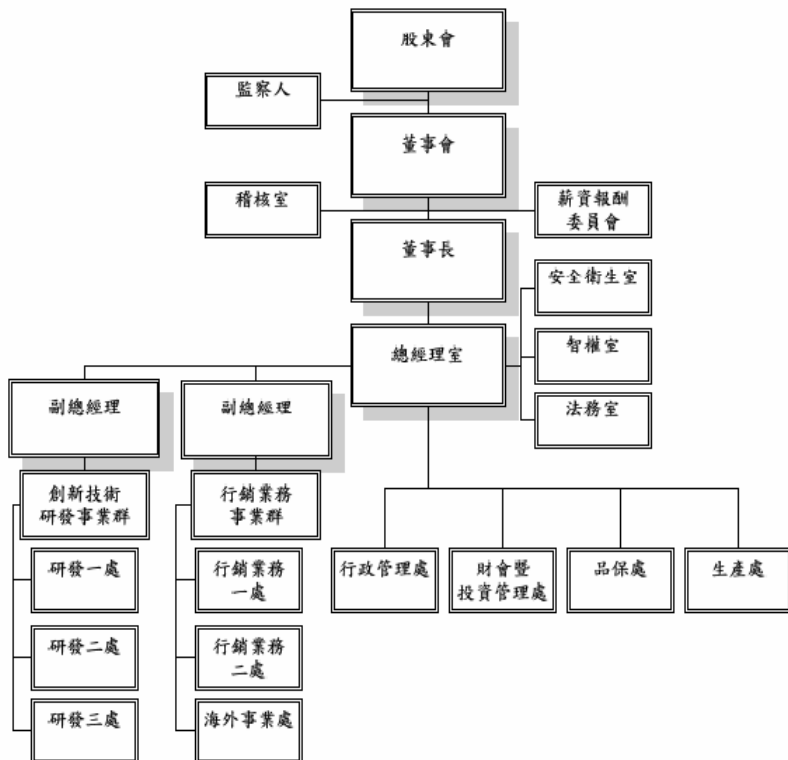 股東會
監察人
董事會
稽核室
薪資報酬
委員會
董事長
安全衛生室
總經理室
智權室
法務室
副總經理
副總經理
創新技術
研發事業群
行銷業務
事業群
研發一處
行銷業務
一處
行政管理處
財會暨
投資管理處
品保處
生產處
研發二處
行銷業務
二處
研發三處
海外事業處